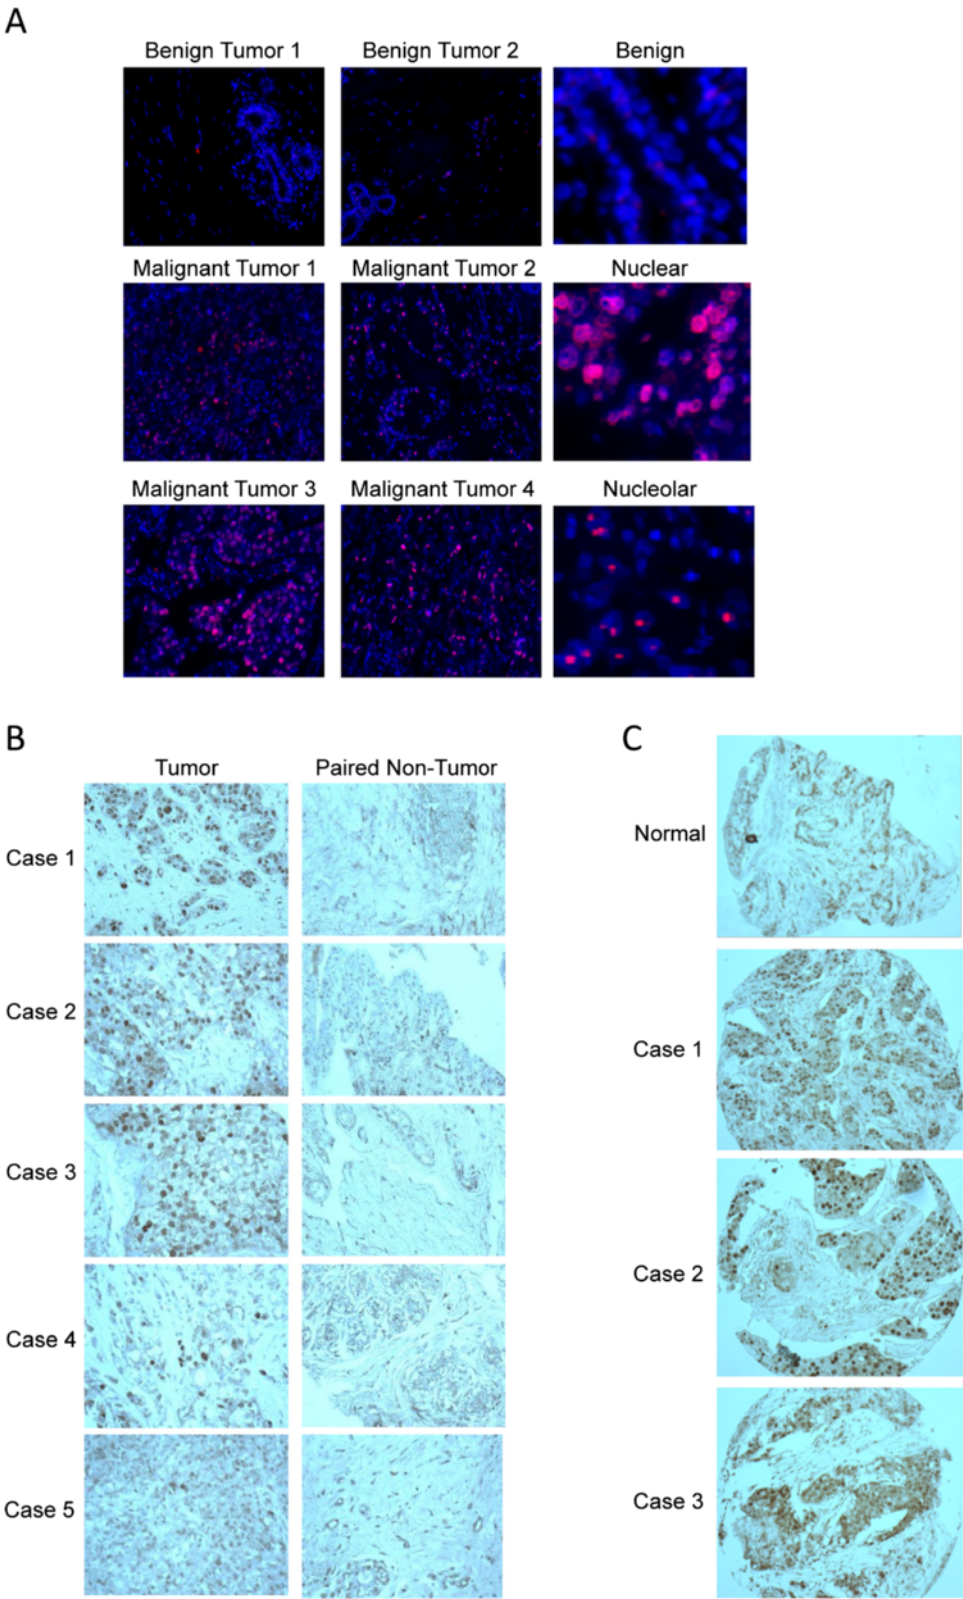 A
Benign Tumor 1 Benign Tumor 2 Benign
Malignant Tumor 1 Malignant Tumor 2 Nuclear
Malignant Tumor 3 Malignant Tumor 4 Nucleolar
B
Tumor Paired Non-Tumor
Case 1
Case 2
Case 3
Case 4
Case 5
C
Normal
Case 1
Case 2
Case 3